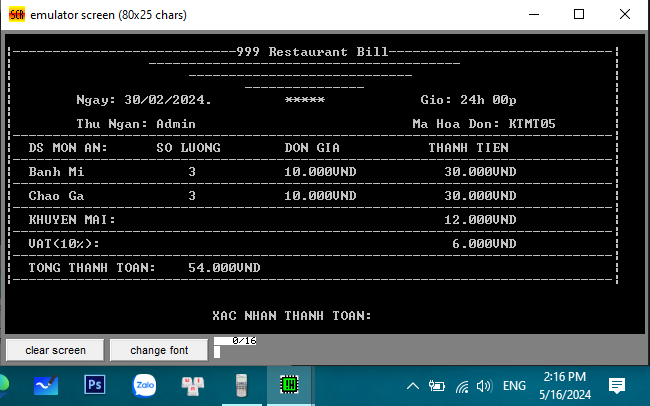 emulator screen (80x25 chars)
999 Restaurant Bill
Ngay: 30/02/2024. ***** Gio: 24h 00p
Thu Ngan: Admin Ma Hoa Don: KTMT05
DS MON AN: SO LUONG DON GIA THANH TIEN
Banh Mi 3 10.000VND 30.000VND
Chao Ga 3 10.000VND 30.000VND
KHUYEN MAI: 12.000VND
VAT(10%): 6.000VND
TONG THANH TOAN: 54.000VND
XAC NHAN THANH TOAN:
clear screen change font 0/16
Ps Zalo ENG 2:16 PM
5/16/2024